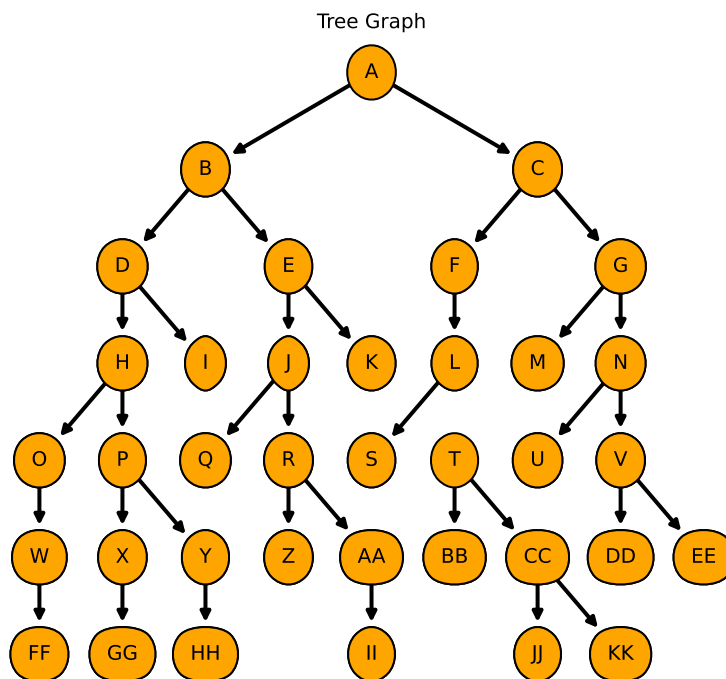 Tree Graph
A
B C
D E F G
H I J K L M N
O P Q R S T U V
W X Y Z AA BB CC DD EE
FF GG HH II JJ KK